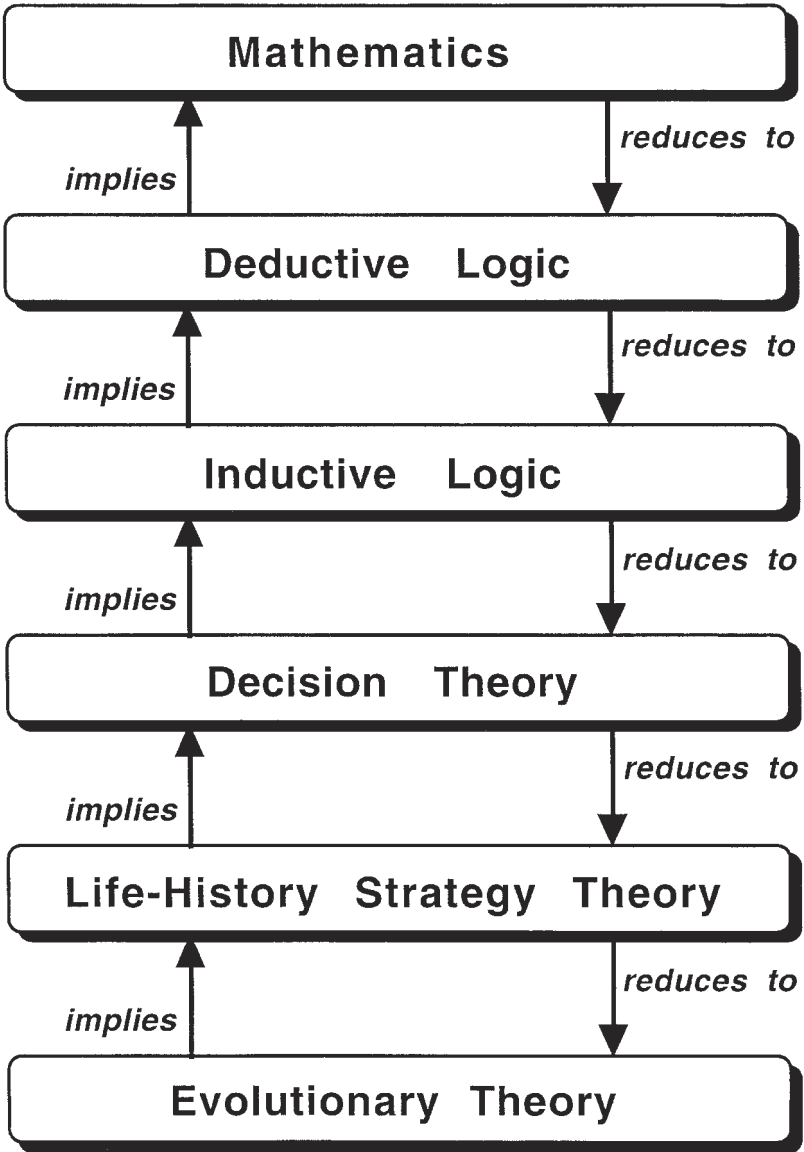 Mathematics
reduces to
implies
Deductive Logic
reduces to
implies
Inductive Logic
reduces to
implies
Decision Theory
reduces to
implies
Life-History Strategy Theory
reduces to
implies
Evolutionary Theory